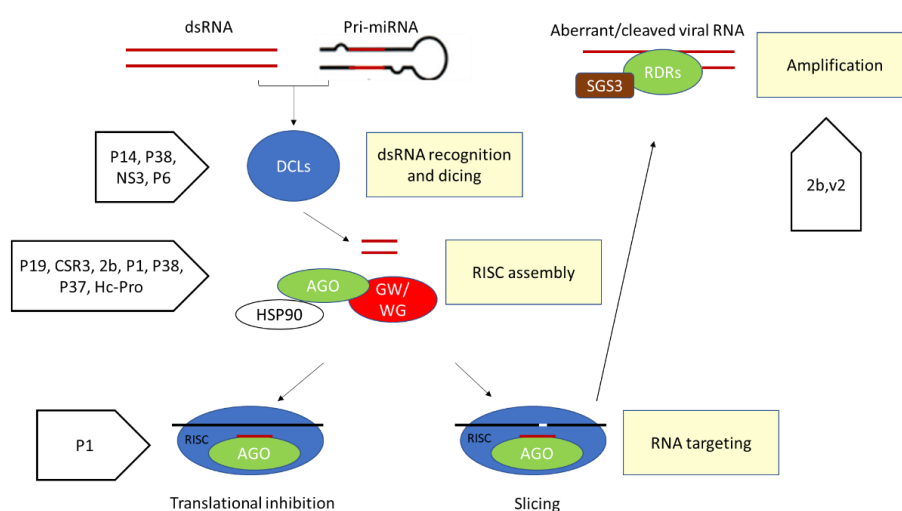 dsRNA
Pri-miRNA
Aberrant/cleaved viral RNA
RDRs
SGS3
Amplification
P14, P38,
NS3, P6
DCLs
dsRNA recognition
and dicing
2b,v2
P19, CSR3, 2b, P1, P38,
P37, Hc-Pro
AGO
GW/
WG
HSP90
RISC assembly
P1
RISC
AGO
Translational inhibition
RISC
AGO
Slicing
RNA targeting